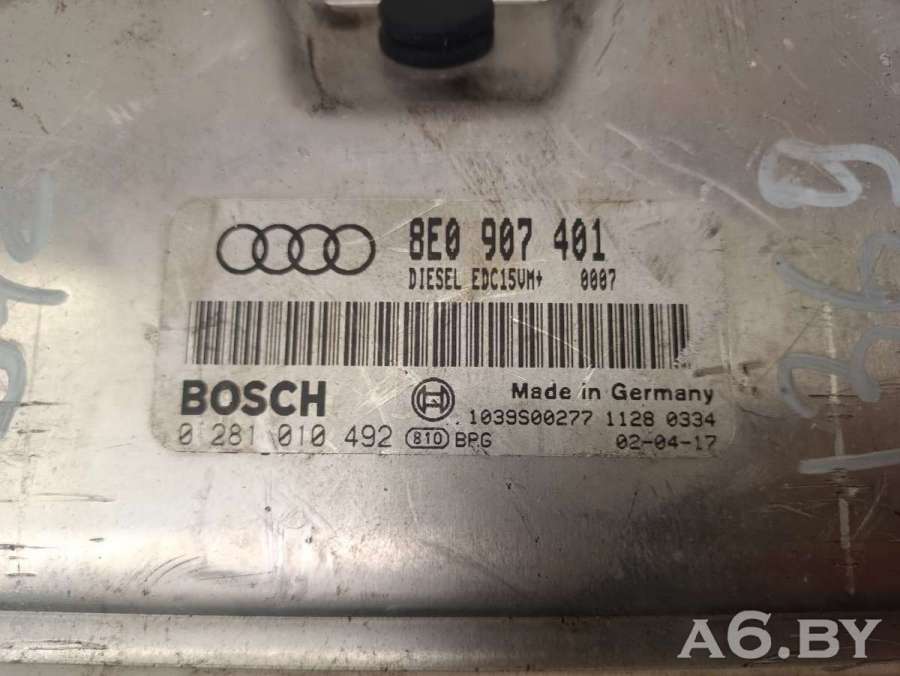 8E0 907 401
DIESEL EDC15VM+ 0007
BOSCH
Made in Germany
1039S00277 1128 0334
0 281 010 492 810 BPG 02-04-17
A6.BY